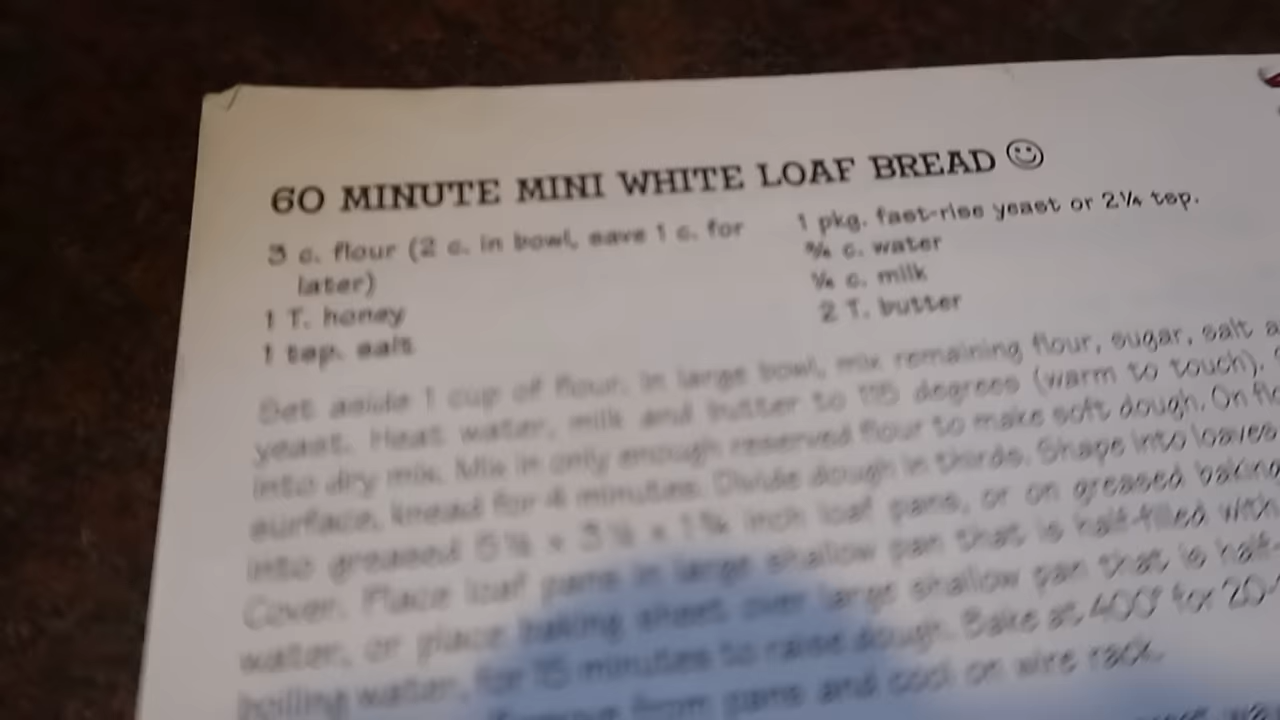 60 MINUTE MINI WHITE LOAF BREAD ☺
3 c. flour (2 c. in bowl, save 1 c. for
later)
1 T. honey
1 tsp. salt
1 pkg. fast-rise yeast or 2¼ tsp.
¾ c. water
¼ c. milk
2 T. butter
Set aside 1 cup of flour. In large bowl, mix remaining flour, sugar, salt
yeast. Heat water, milk and butter to 115 degrees (warm to touch).
into dry mix. Mix in only enough reserved flour to make soft dough. On
surface, knead for 4 minutes. Divide dough in thirds. Shape into loaves
into greased inch loaf pans, or on greased baking
Cover. Place loaf pans in large shallow pan that is half-filled with
water, or place baking sheet over large shallow pan that is half-
boiling water, for 15 minutes to raise dough. Bake at 400° for 20-
from pans and cool on wire rack.